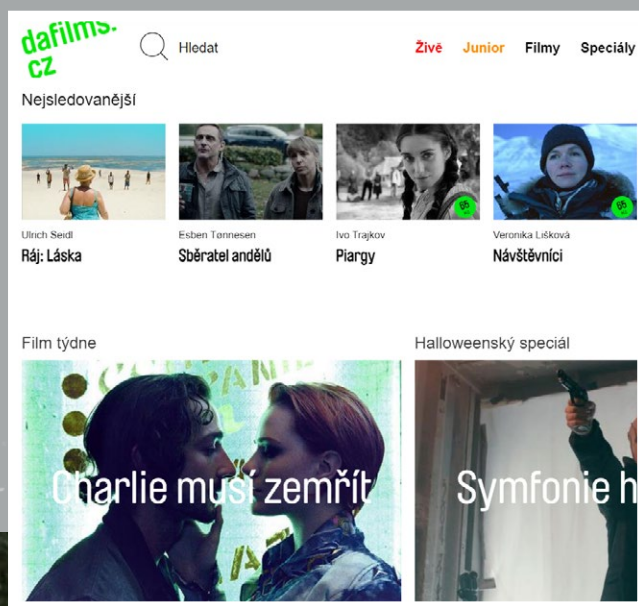 dafilms.
cz
Hledat
Živě
Junior
Filmy
Speciály
Nejsledovanější
Ulrich Seidl
Ráj: Láska
Esben Tønnesen
Sběratel andělů
Ivo Trajkov
Piargy
Veronika Lišková
Návštěvníci
Film týdne
Charlie musí zemřít
Halloweenský speciál
Symfonie h